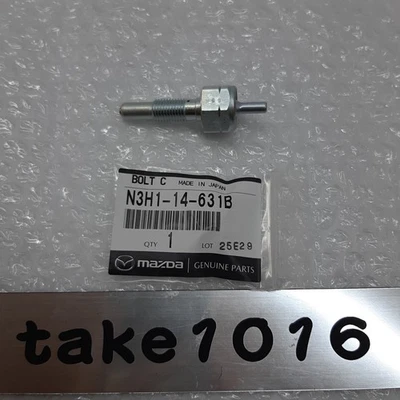 BOLT C MADE IN JAPAN
N3H1-14-631B
QTY 1 LOT 25E29
mazda GENUINE PARTS
take1016